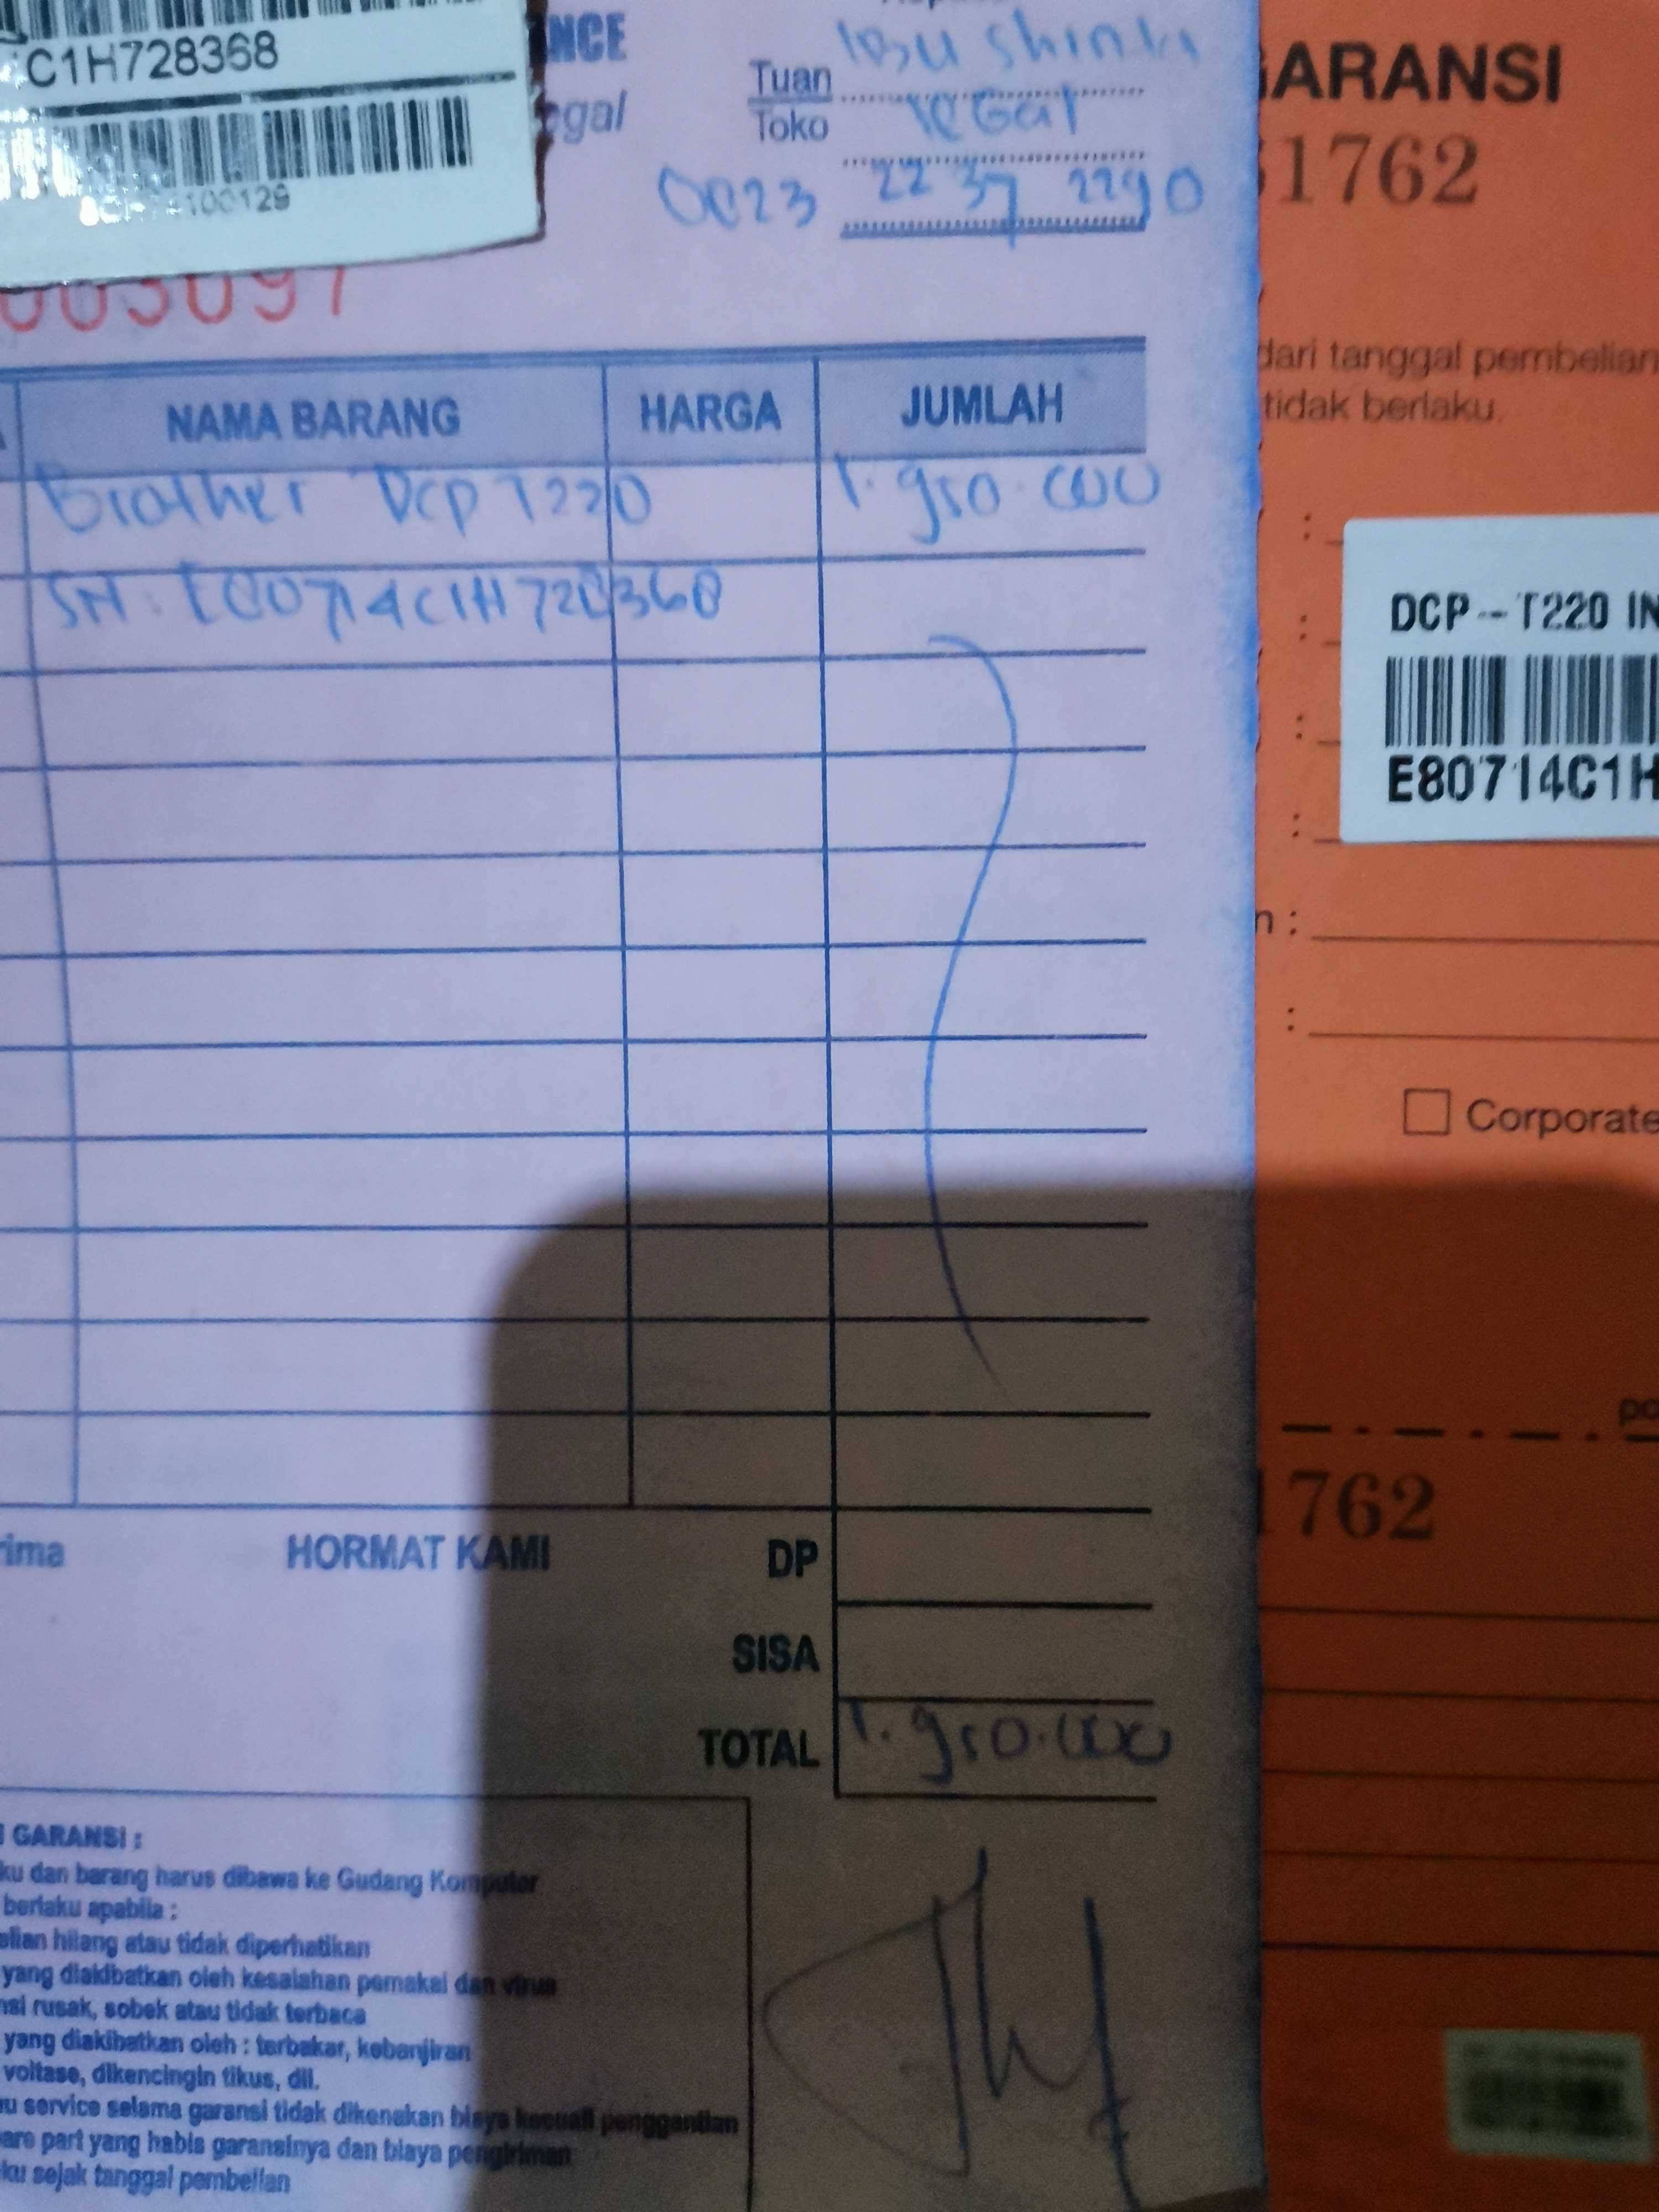 C1H728368
NCE
egal
Tuan
Toko
Ibu Shinta
Tegal
0823 2237 2290
003097
NAMA BARANG HARGA JUMLAH
Brother Dcp T220 1.950.000
SN: E80714C1H728368
rima HORMAT KAMI DP
SISA
TOTAL 1.950.000
GARANSI :
ku dan barang harus dibawa ke Gudang Komputer
berlaku apabila :
elian hilang atau tidak diperhatikan
yang diakibatkan oleh kesalahan pemakai dan virus
nsi rusak, sobek atau tidak terbaca
yang diakibatkan oleh : terbakar, kebanjiran
voltase, dikencingin tikus, dll.
au service selama garansi tidak dikenakan biaya kecuali penggantian
are part yang habis garansinya dan biaya pengiriman
ku sejak tanggal pembelian
GARANSI
1762
dari tanggal pembelian
tidak berlaku.
:
: DCP-T220 IN
:
E80714C1H
:
n :
:
Corporate
po
1762